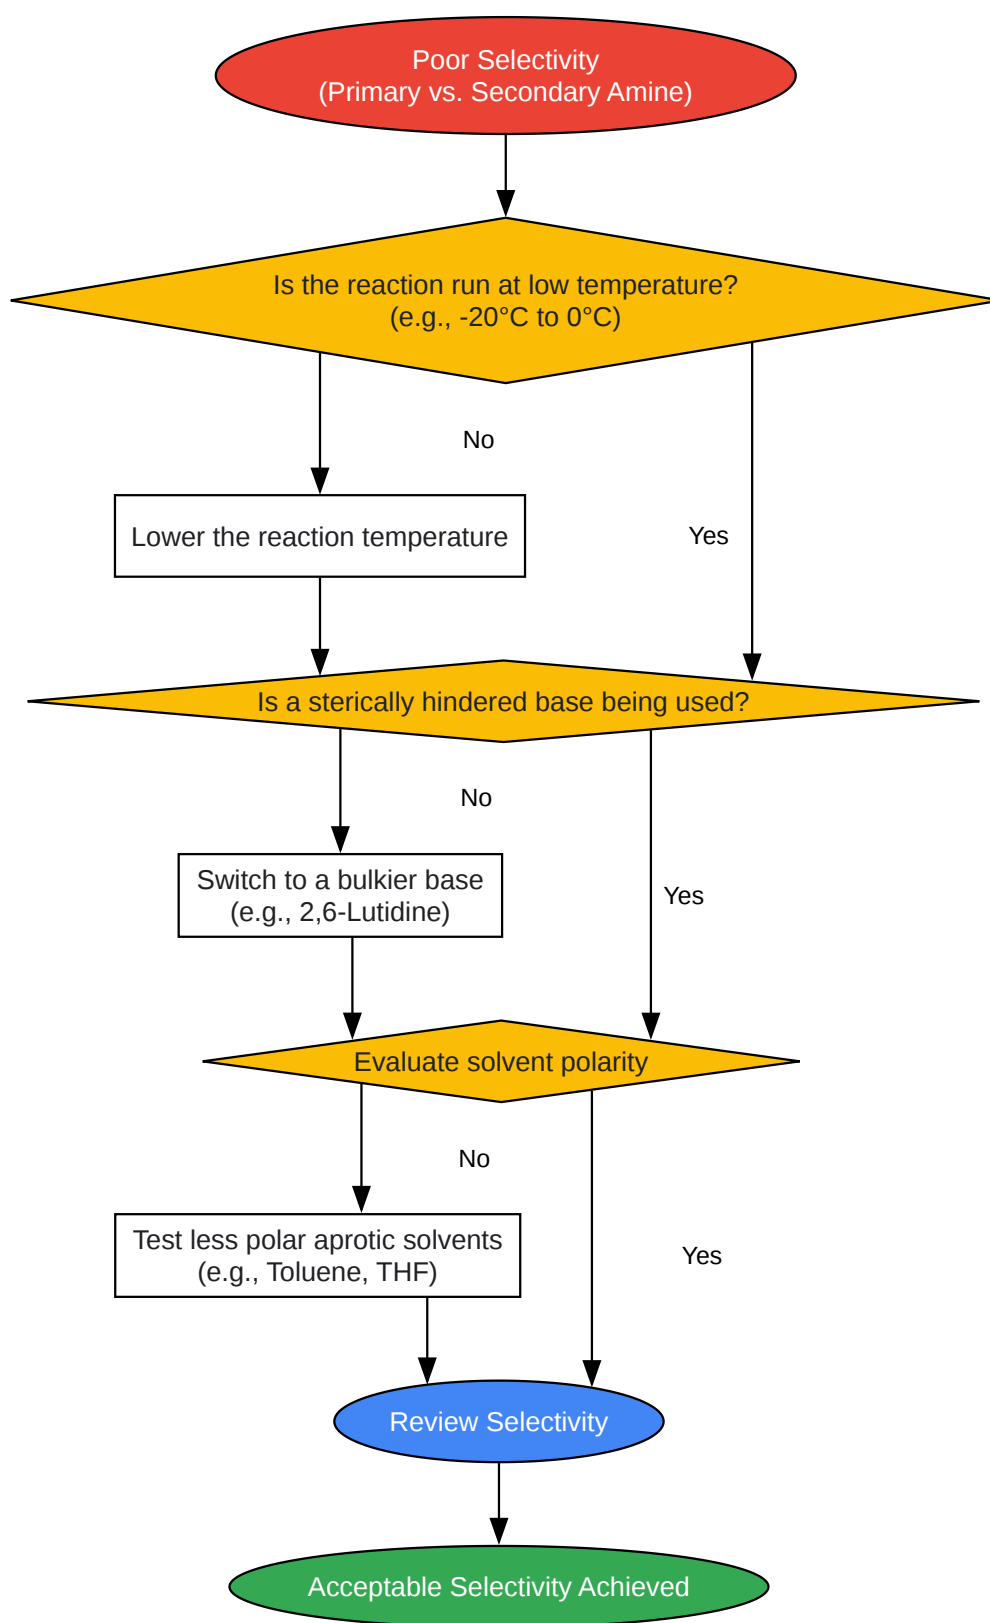 Poor Selectivity
(Primary vs. Secondary Amine)
Is the reaction run at low temperature?
(e.g., -20°C to 0°C)
No
Lower the reaction temperature
Yes
Is a sterically hindered base being used?
No
Switch to a bulkier base
(e.g., 2,6-Lutidine)
Yes
Evaluate solvent polarity
No
Test less polar aprotic solvents
(e.g., Toluene, THF)
Yes
Review Selectivity
Acceptable Selectivity Achieved